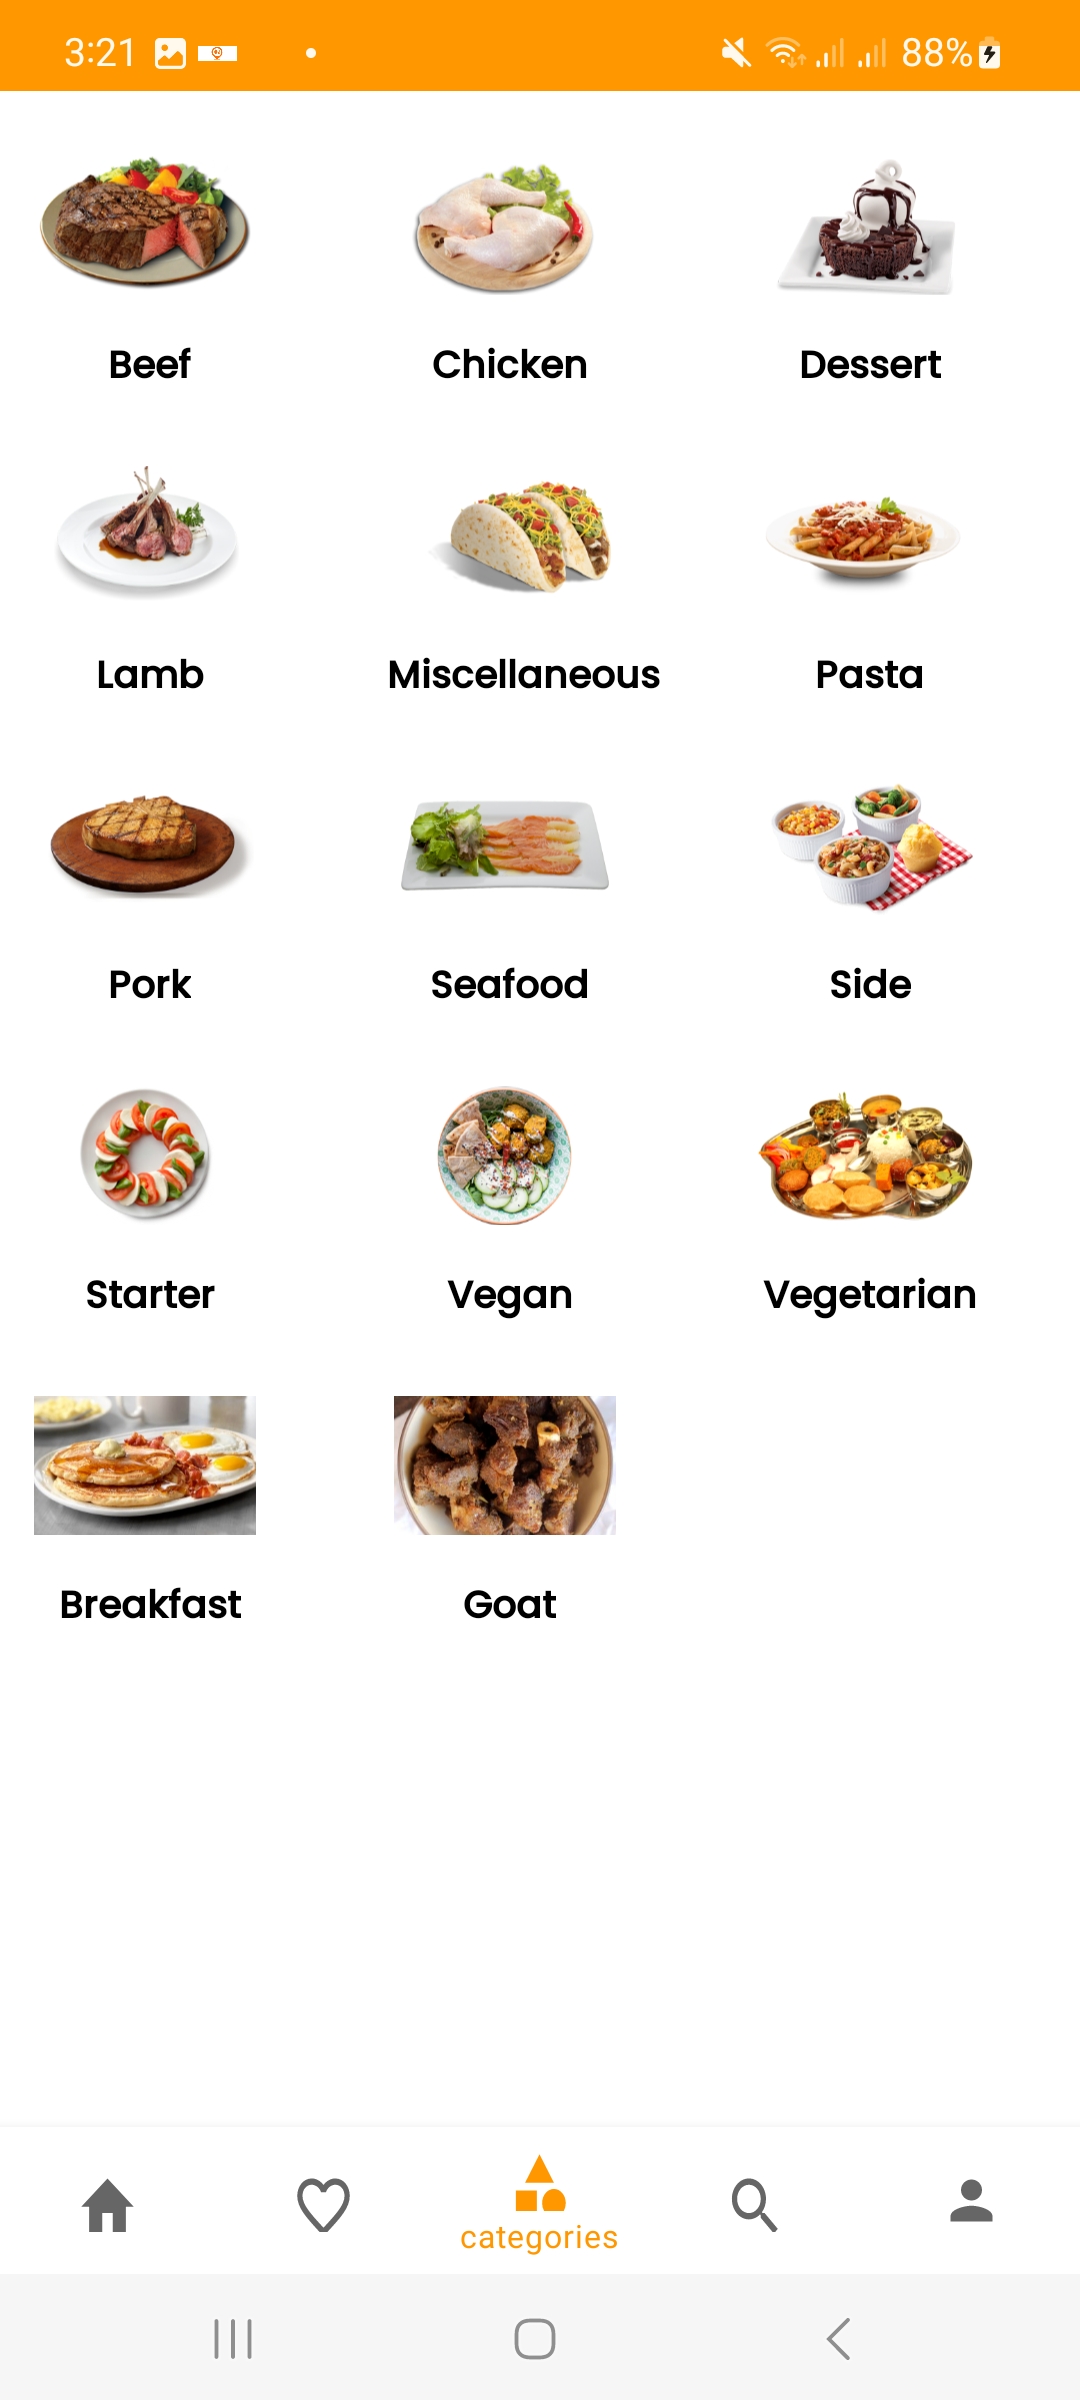 3:21 88%
Beef Chicken Dessert
Lamb Miscellaneous Pasta
Pork Seafood Side
Starter Vegan Vegetarian
Breakfast Goat
categories